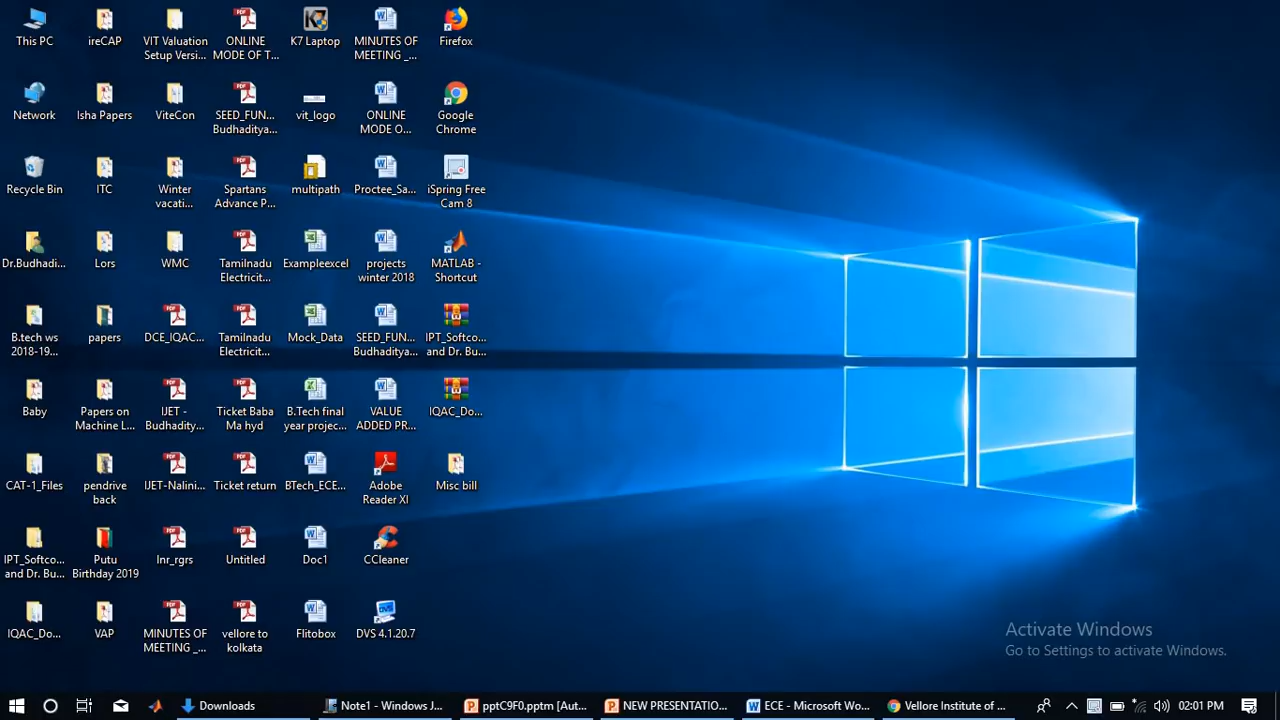 This PC
ireCAP
VIT Valuation
Setup Versi...
ONLINE
MODE OF T...
K7 Laptop
MINUTES OF
MEETING _...
Firefox
Network
Isha Papers
ViteCon
SEED_FUN...
Budhaditya...
vit_logo
ONLINE
MODE O...
Google
Chrome
Recycle Bin
ITC
Winter
vacati...
Spartans
Advance P...
multipath
Proctee_Sa...
iSpring Free
Cam 8
Dr.Budhadi...
Lors
WMC
Tamilnadu
Electricit...
Exampleexcel
projects
winter 2018
MATLAB -
Shortcut
B.tech ws
2018-19...
papers
DCE_IQAC...
Tamilnadu
Electricit...
Mock_Data
SEED_FUN...
Budhaditya...
IPT_Softco...
and Dr. Bu...
Baby
Papers on
Machine L...
IJET -
Budhadity...
Ticket Baba
Ma hyd
B.Tech final
year projec...
VALUE
ADDED PR...
IQAC_Do...
CAT-1_Files
pendrive
back
IJET-Nalini...
Ticket return
BTech_ECE...
Adobe
Reader XI
Misc bill
IPT_Softco...
and Dr. Bu...
Putu
Birthday 2019
lnr_rgrs
Untitled
Doc1
CCleaner
IQAC_Do...
VAP
MINUTES OF
MEETING _...
vellore to
kolkata
Flitobox
DVS 4.1.20.7
Activate Windows
Go to Settings to activate Windows.
Downloads
Note1 - Windows J...
pptC9F0.pptm [Aut...
NEW PRESENTATIO...
ECE - Microsoft Wo...
Vellore Institute of ...
02:01 PM